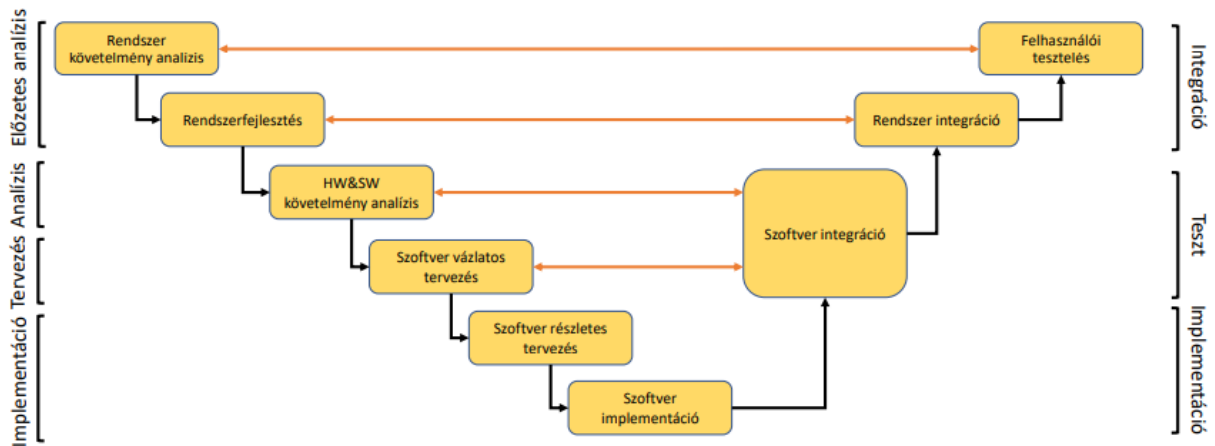 Előzetes analízis
Rendszer
követelmény analizis
Felhasználói
tesztelés
Integráció
Rendszerfejlesztés
Rendszer integráció
Analízis
HW&SW
követelmény analízis
Szoftver integráció
Teszt
Tervezés
Szoftver vázlatos
tervezés
Implementáció
Szoftver részletes
tervezés
Implementáció
Szoftver
implementáció